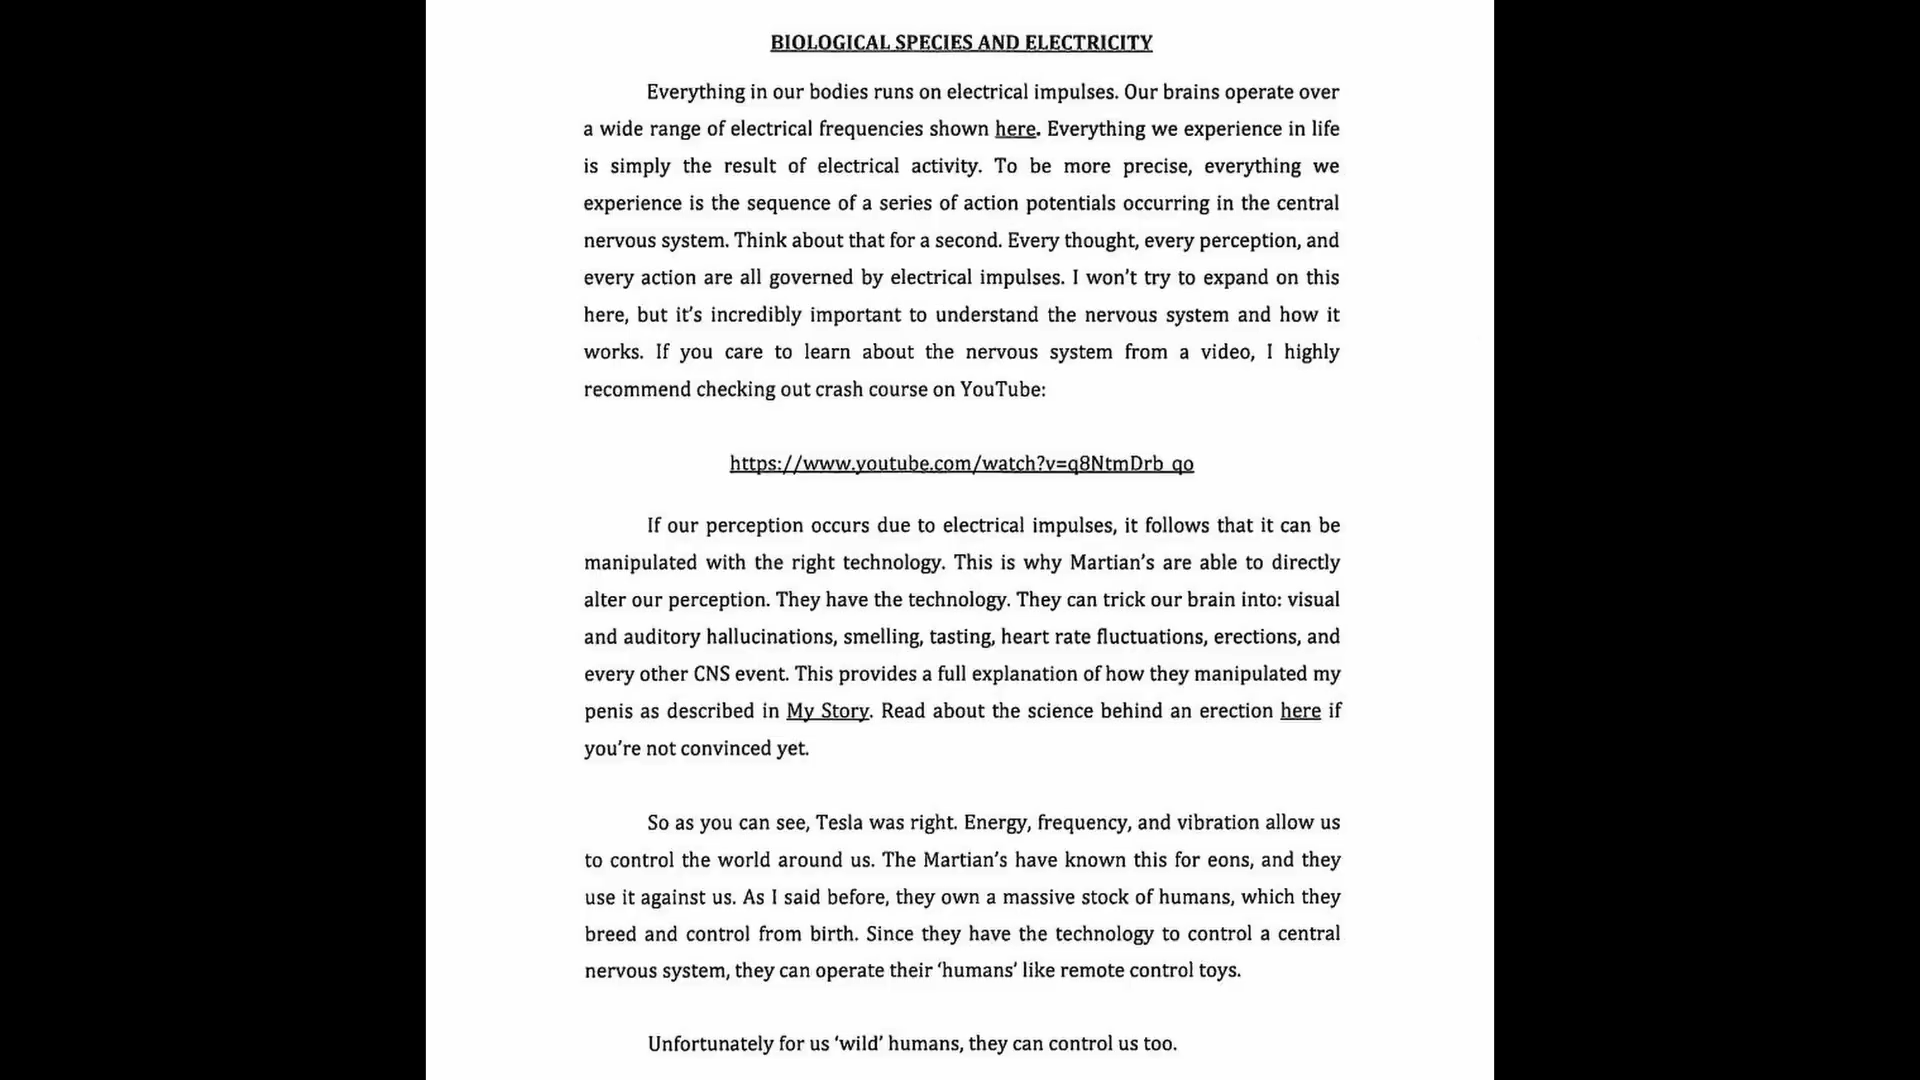 BIOLOGICAL SPECIES AND ELECTRICITY
Everything in our bodies runs on electrical impulses. Our brains operate over
a wide range of electrical frequencies shown here. Everything we experience in life
is simply the result of electrical activity. To be more precise, everything we
experience is the sequence of a series of action potentials occurring in the central
nervous system. Think about that for a second. Every thought, every perception, and
every action are all governed by electrical impulses. I won't try to expand on this
here, but it's incredibly important to understand the nervous system and how it
works. If you care to learn about the nervous system from a video, I highly
recommend checking out crash course on YouTube:
https://www.youtube.com/watch?v=q8NtmDrb_qo
If our perception occurs due to electrical impulses, it follows that it can be
manipulated with the right technology. This is why Martian's are able to directly
alter our perception. They have the technology. They can trick our brain into: visual
and auditory hallucinations, smelling, tasting, heart rate fluctuations, erections, and
every other CNS event. This provides a full explanation of how they manipulated my
penis as described in My Story. Read about the science behind an erection here if
you're not convinced yet.
So as you can see, Tesla was right. Energy, frequency, and vibration allow us
to control the world around us. The Martian's have known this for eons, and they
use it against us. As I said before, they own a massive stock of humans, which they
breed and control from birth. Since they have the technology to control a central
nervous system, they can operate their 'humans' like remote control toys.
Unfortunately for us 'wild' humans, they can control us too.